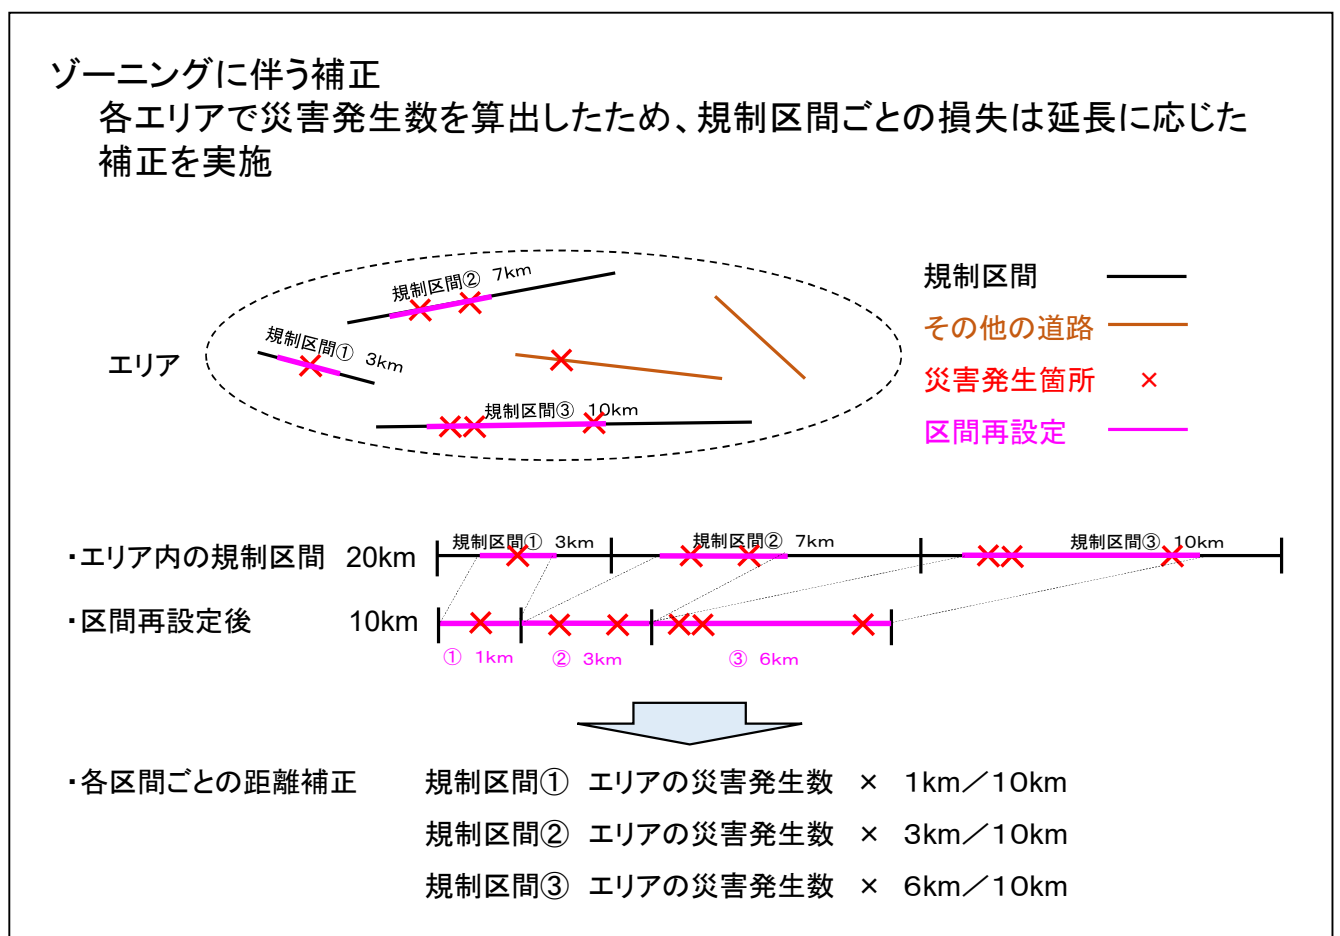 ゾーニングに伴う補正
各エリアで災害発生数を算出したため、規制区間ごとの損失は延長に応じた
補正を実施
規制区間② 7km
規制区間① 3km
エリア
規制区間③ 10km
規制区間
その他の道路
災害発生箇所 ×
区間再設定
・エリア内の規制区間 20km
規制区間① 3km 規制区間② 7km 規制区間③ 10km
・区間再設定後 10km
① 1km ② 3km ③ 6km
・各区間ごとの距離補正 規制区間① エリアの災害発生数 × 1km/10km
規制区間② エリアの災害発生数 × 3km/10km
規制区間③ エリアの災害発生数 × 6km/10km